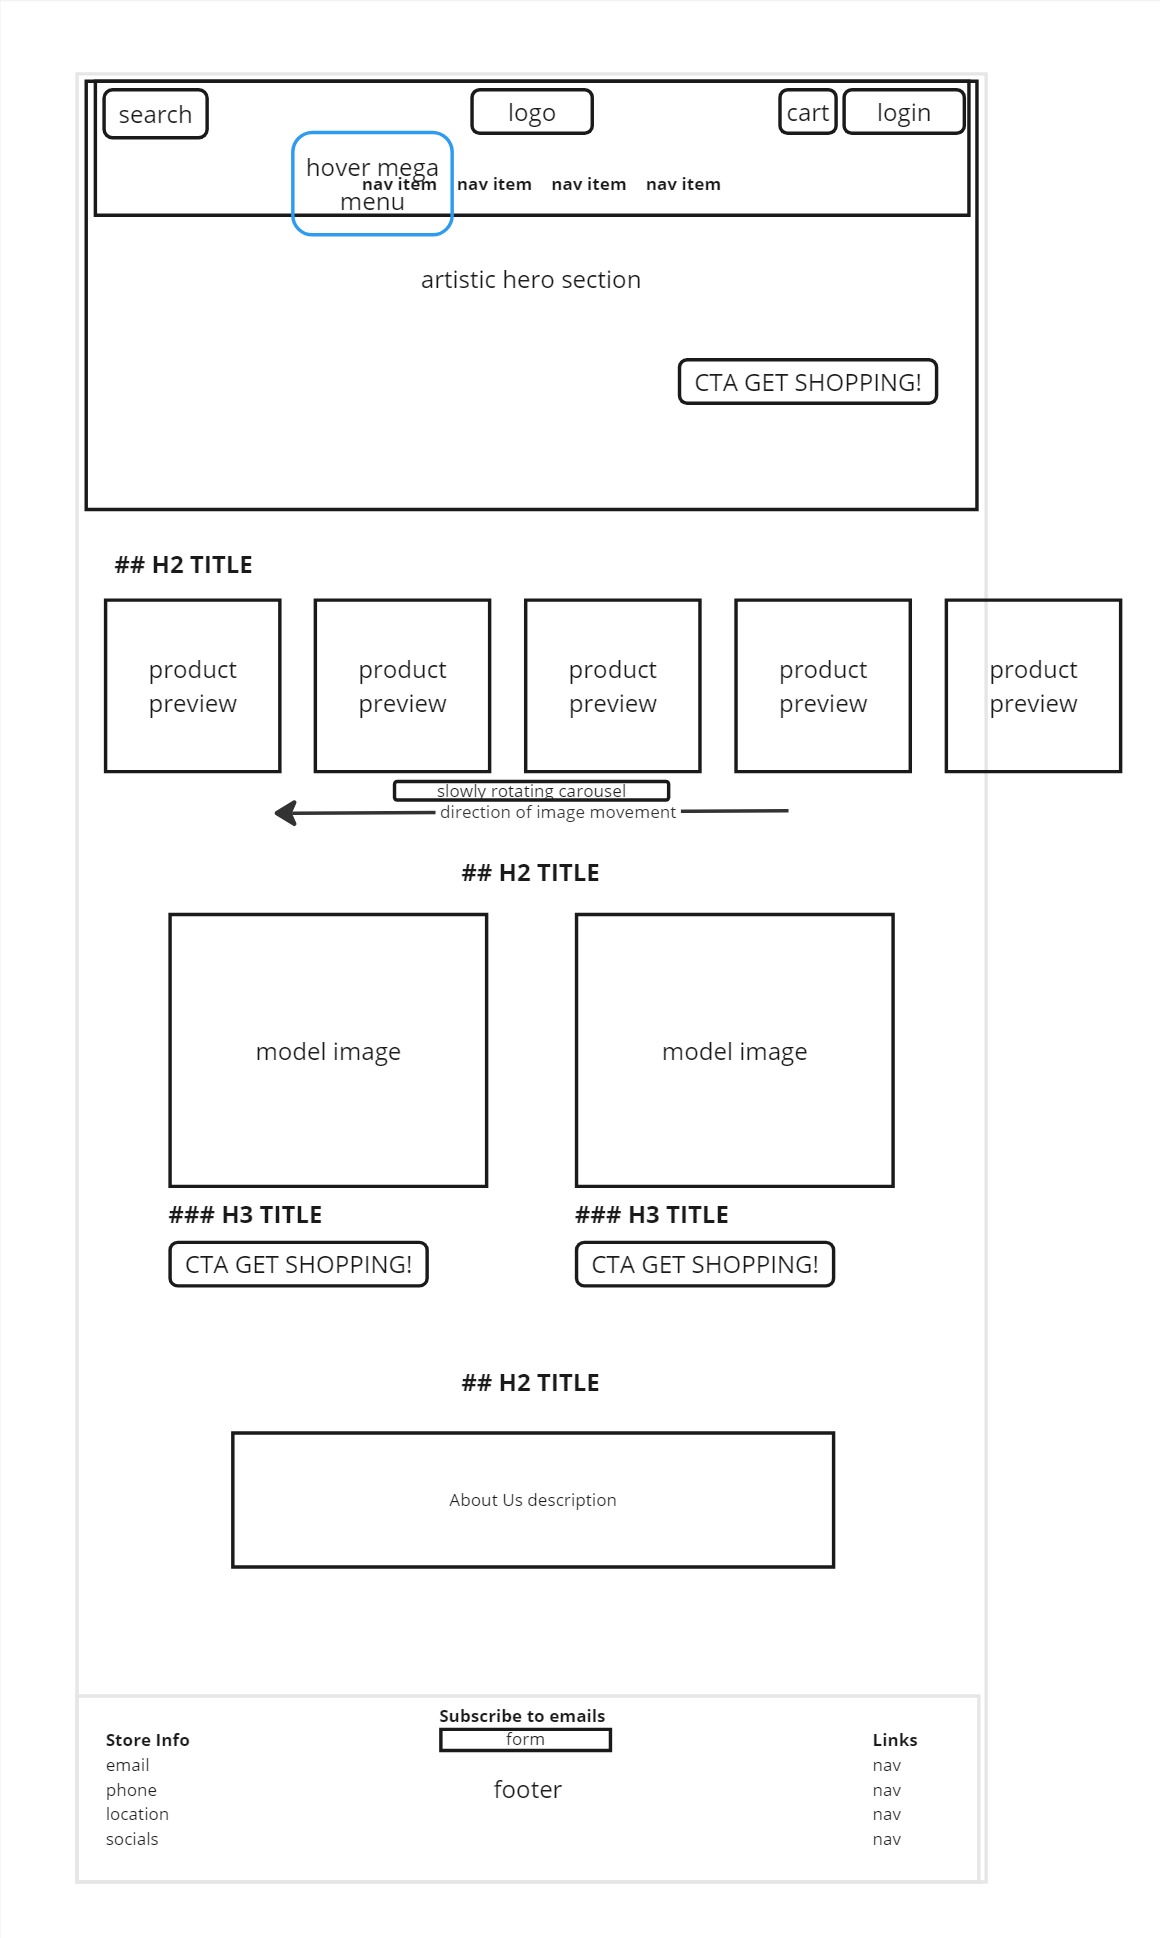 search
logo
cart
login
hover mega
menu
nav item
nav item
nav item
nav item
artistic hero section
CTA GET SHOPPING!
## H2 TITLE
product
preview
product
preview
product
preview
product
preview
product
preview
slowly rotating carousel
direction of image movement
## H2 TITLE
model image
model image
### H3 TITLE
### H3 TITLE
CTA GET SHOPPING!
CTA GET SHOPPING!
## H2 TITLE
About Us description
Store Info
email
phone
location
socials
Subscribe to emails
form
footer
Links
nav
nav
nav
nav